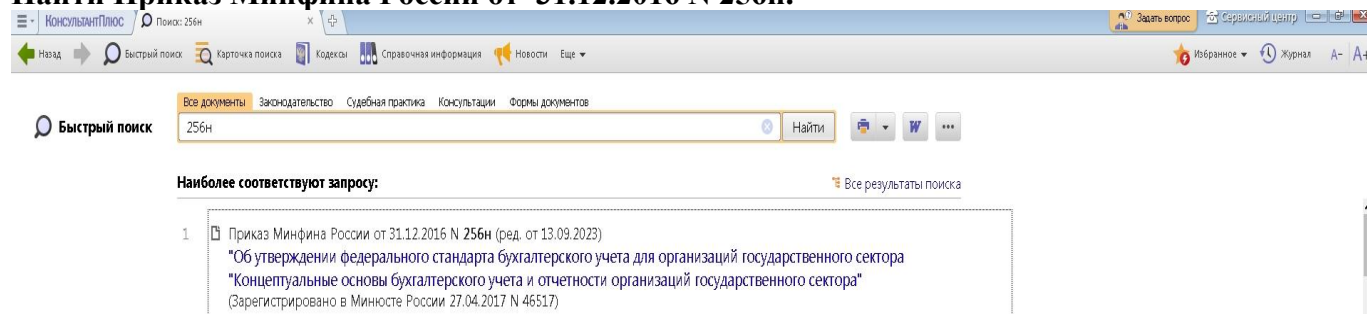 Найти Приказ Минфина России от 31.12.2016 N 256н.
КонсультантПлюс Поиск: 256н Задать вопрос Сервисный центр
Назад Быстрый поиск Карточка поиска Кодексы Справочная информация Новости Еще Избранное Журнал A- A+
Все документы Законодательство Судебная практика Консультации Формы документов
Быстрый поиск 256н Найти W
Наиболее соответствуют запросу: Все результаты поиска
1 Приказ Минфина России от 31.12.2016 N 256н (ред. от 13.09.2023)
"Об утверждении федерального стандарта бухгалтерского учета для организаций государственного сектора
"Концептуальные основы бухгалтерского учета и отчетности организаций государственного сектора"
(Зарегистрировано в Минюсте России 27.04.2017 N 46517)